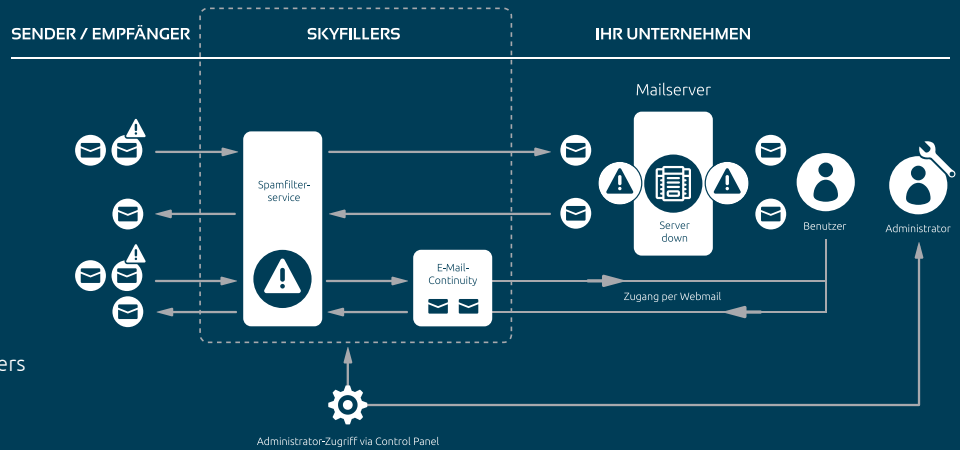 SENDER / EMPFÄNGER
SKYFILLERS
IHR UNTERNEHMEN
Mailserver
Spamfilter-
service
Server
down
Benutzer
Administrator
E-Mail-
Continuity
Zugang per Webmail
ers
Administrator-Zugriff via Control Panel